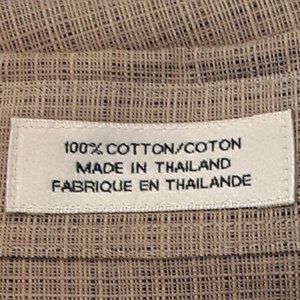 100% COTTON/COTON
MADE IN THAILAND
FABRIQUE EN THAILANDE